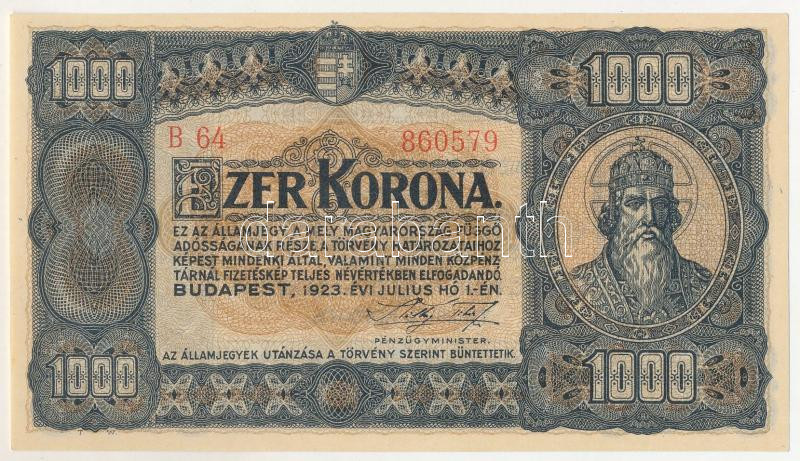 1000
1000
B 64 860579
EZER KORONA.
EZ AZ ÁLLAMJEGY, A MELY MAGYARORSZÁG FÜGGŐ
ADÓSSÁGÁNAK RÉSZE, A TÖRVÉNY HATÁROZATAIHOZ
KÉPEST MINDENKI ÁLTAL, VALAMINT MINDEN KÖZPÉNZ
TÁRNÁL FIZETÉSKÉP TELJES NÉVÉRTÉKBEN ELFOGADANDÓ.
BUDAPEST, 1923. ÉVI JULIUS HÓ 1.-ÉN.
PÉNZÜGYMINISTER.
AZ ÁLLAMJEGYEK UTÁNZÁSA A TÖRVÉNY SZERINT BÜNTETTETIK.
1000
1000
T W.
darabanth